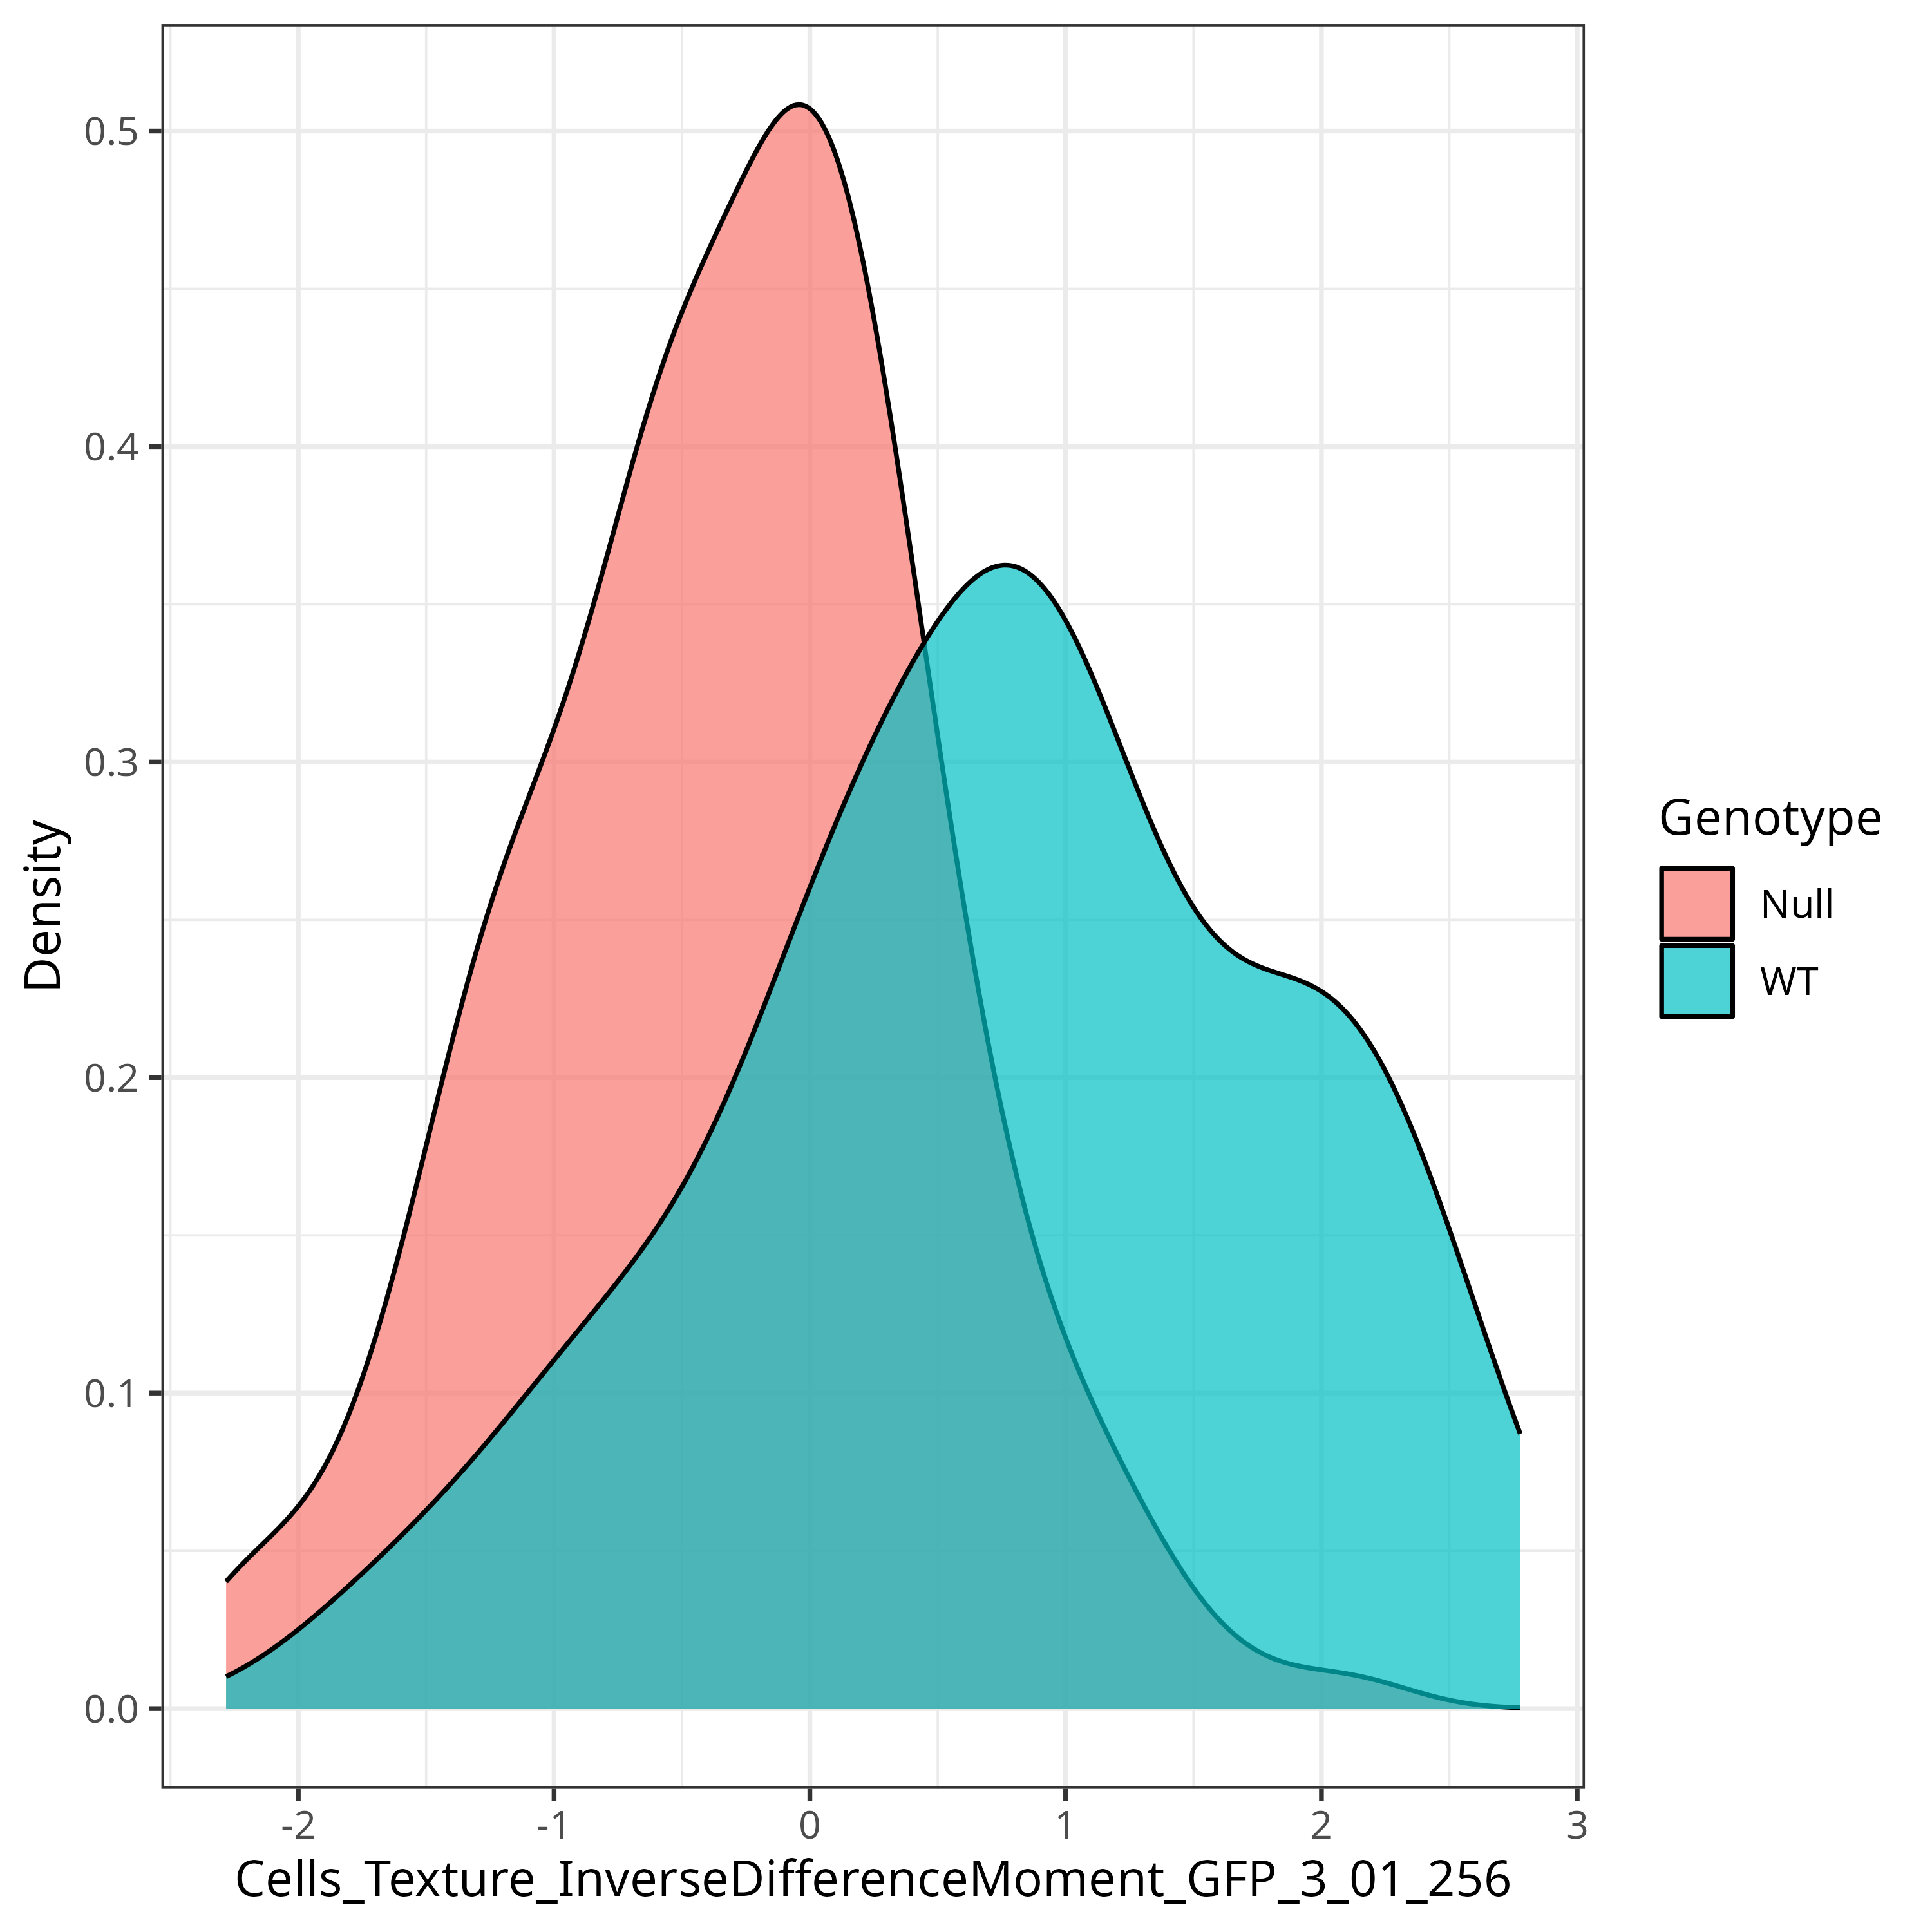 0.5
0.4
0.3
0.2
0.1
0.0
Density
-2 -1 0 1 2 3
Cells_Texture_InverseDifferenceMoment_GFP_3_01_256
Genotype
Null
WT